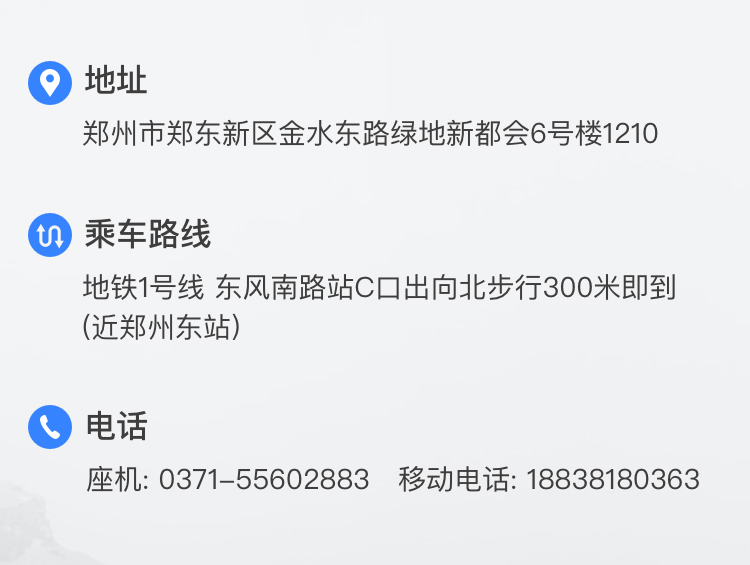 地址
郑州市郑东新区金水东路绿地新都会6号楼1210
乘车路线
地铁1号线 东风南路站C口出向北步行300米即到
(近郑州东站)
电话
座机: 0371-55602883 移动电话: 18838180363